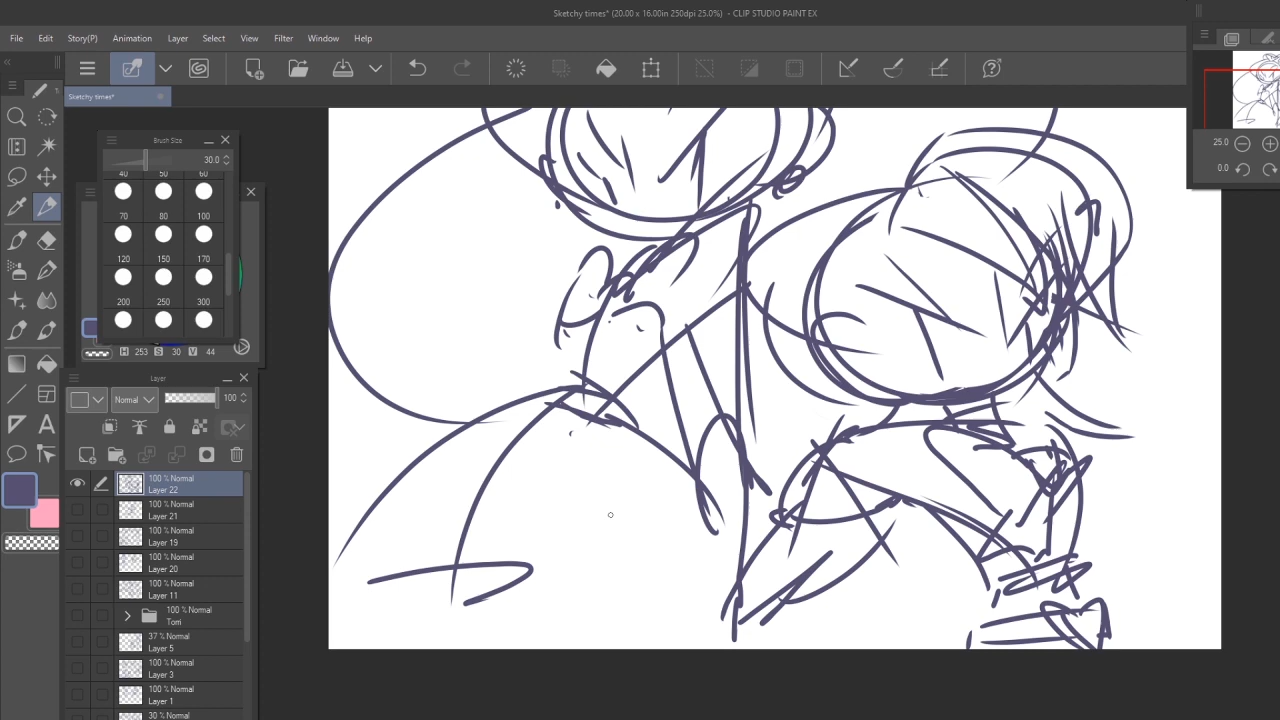 Sketchy times* (20.00 x 16.00in 250dpi 25.0%) - CLIP STUDIO PAINT EX
File Edit Story(P) Animation Layer Select View Filter Window Help
Sketchy times*
Brush Size
30.0
40 50 60
70 80 100
120 150 170
200 250 300
H 253 S 30 V 44
Layer
Normal 100
100 % Normal
Layer 22
100 % Normal
Layer 21
100 % Normal
Layer 19
100 % Normal
Layer 20
100 % Normal
Layer 11
100 % Normal
Toni
37 % Normal
Layer 5
100 % Normal
Layer 3
100 % Normal
Layer 1
30 % Normal
25.0
0.0